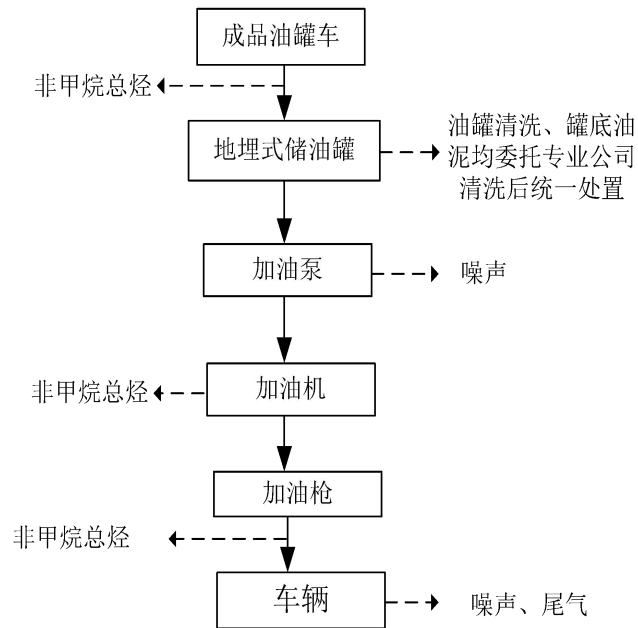 成品油罐车
非甲烷总烃
地埋式储油罐
油罐清洗、罐底油
泥均委托专业公司
清洗后统一处置
加油泵
噪声
非甲烷总烃
加油机
加油枪
非甲烷总烃
车辆
噪声、尾气